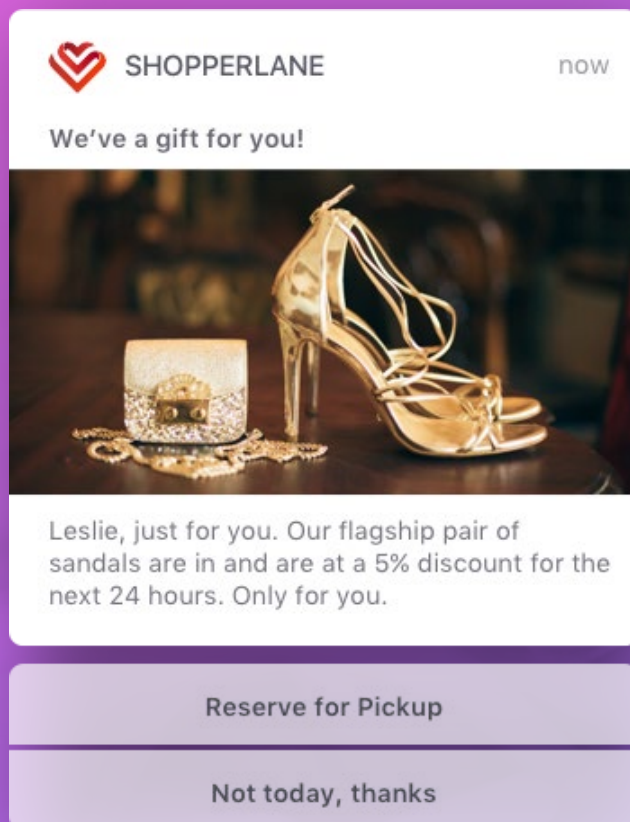 SHOPPERLANE
now
We’ve a gift for you!
Leslie, just for you. Our flagship pair of
sandals are in and are at a 5% discount for the
next 24 hours. Only for you.
Reserve for Pickup
Not today, thanks